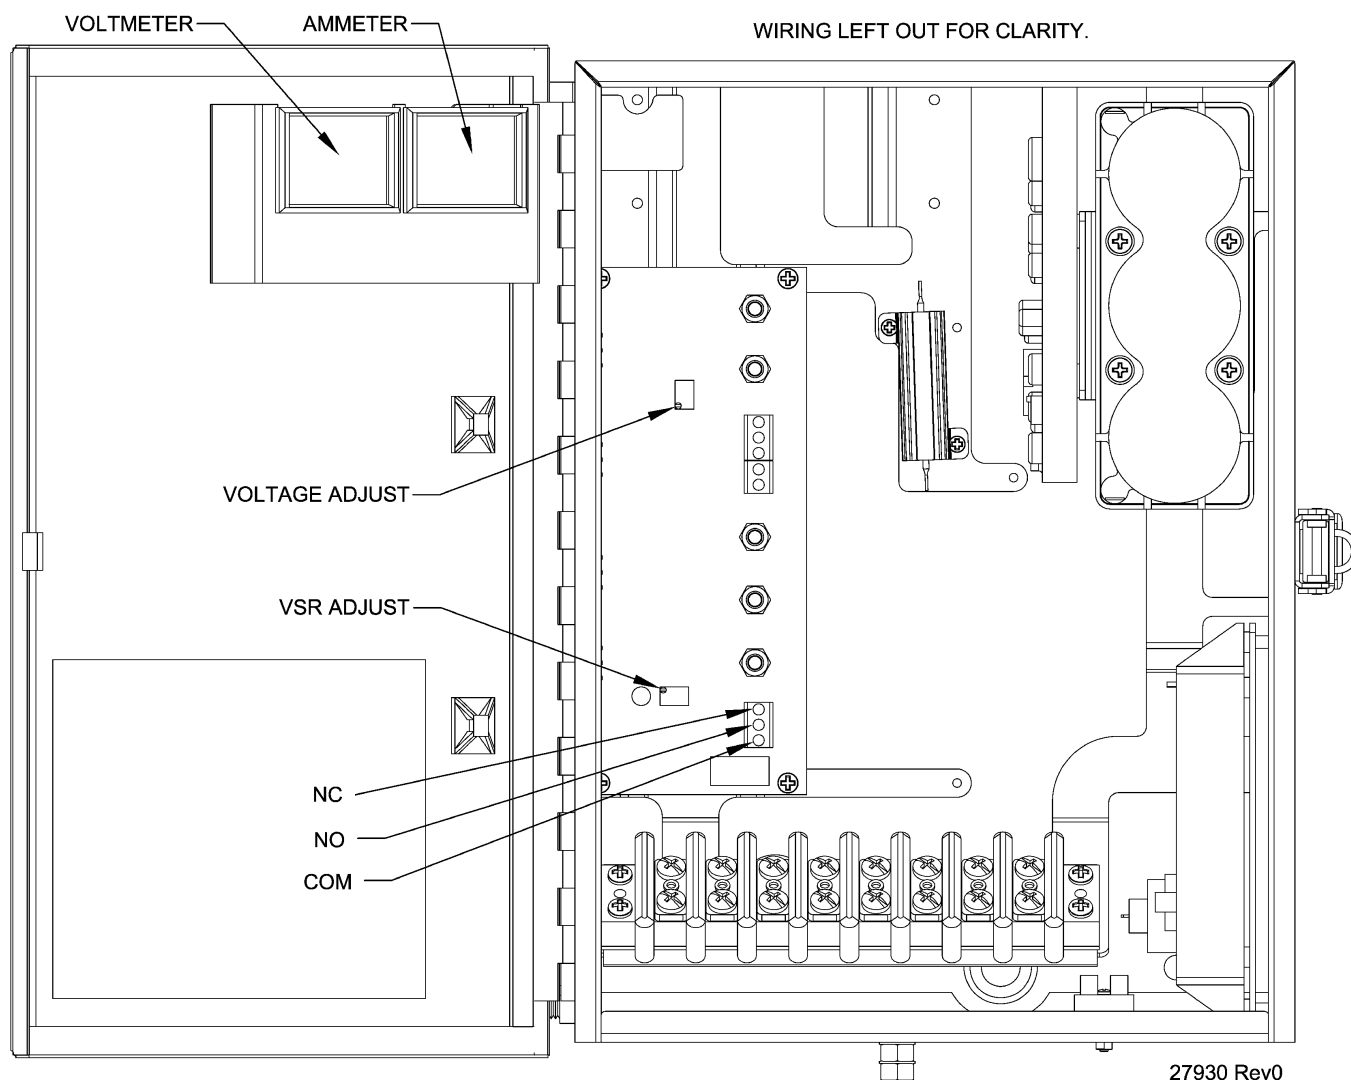 VOLTMETER
AMMETER
WIRING LEFT OUT FOR CLARITY.
VOLTAGE ADJUST
VSR ADJUST
NC
NO
COM
27930 Rev0